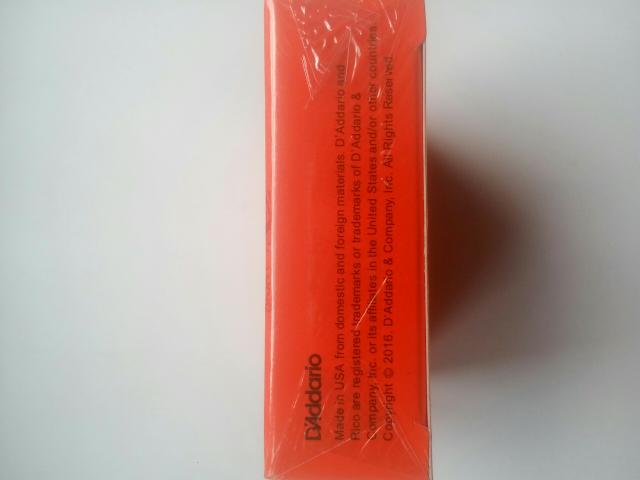 D'Addario
Made in USA from domestic and foreign materials. D'Addario and
Rico are registered trademarks or trademarks of D'Addario &
Company, Inc. or its affiliates in the United States and/or other countries.
Copyright © 2016. D'Addario & Company, Inc. All Rights Reserved.